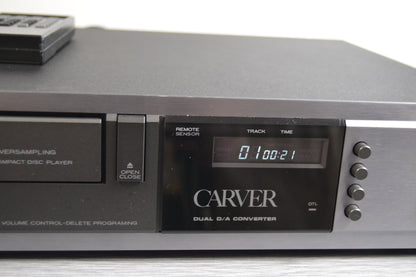 REMOTE
SENSOR
TRACK TIME
01 00:21
VERSAMPLING
OMPACT DISC PLAYER
OPEN
CLOSE
CARVER
DTL
DUAL D/A CONVERTER
VOLUME CONTROL-DELETE PROGRAMING